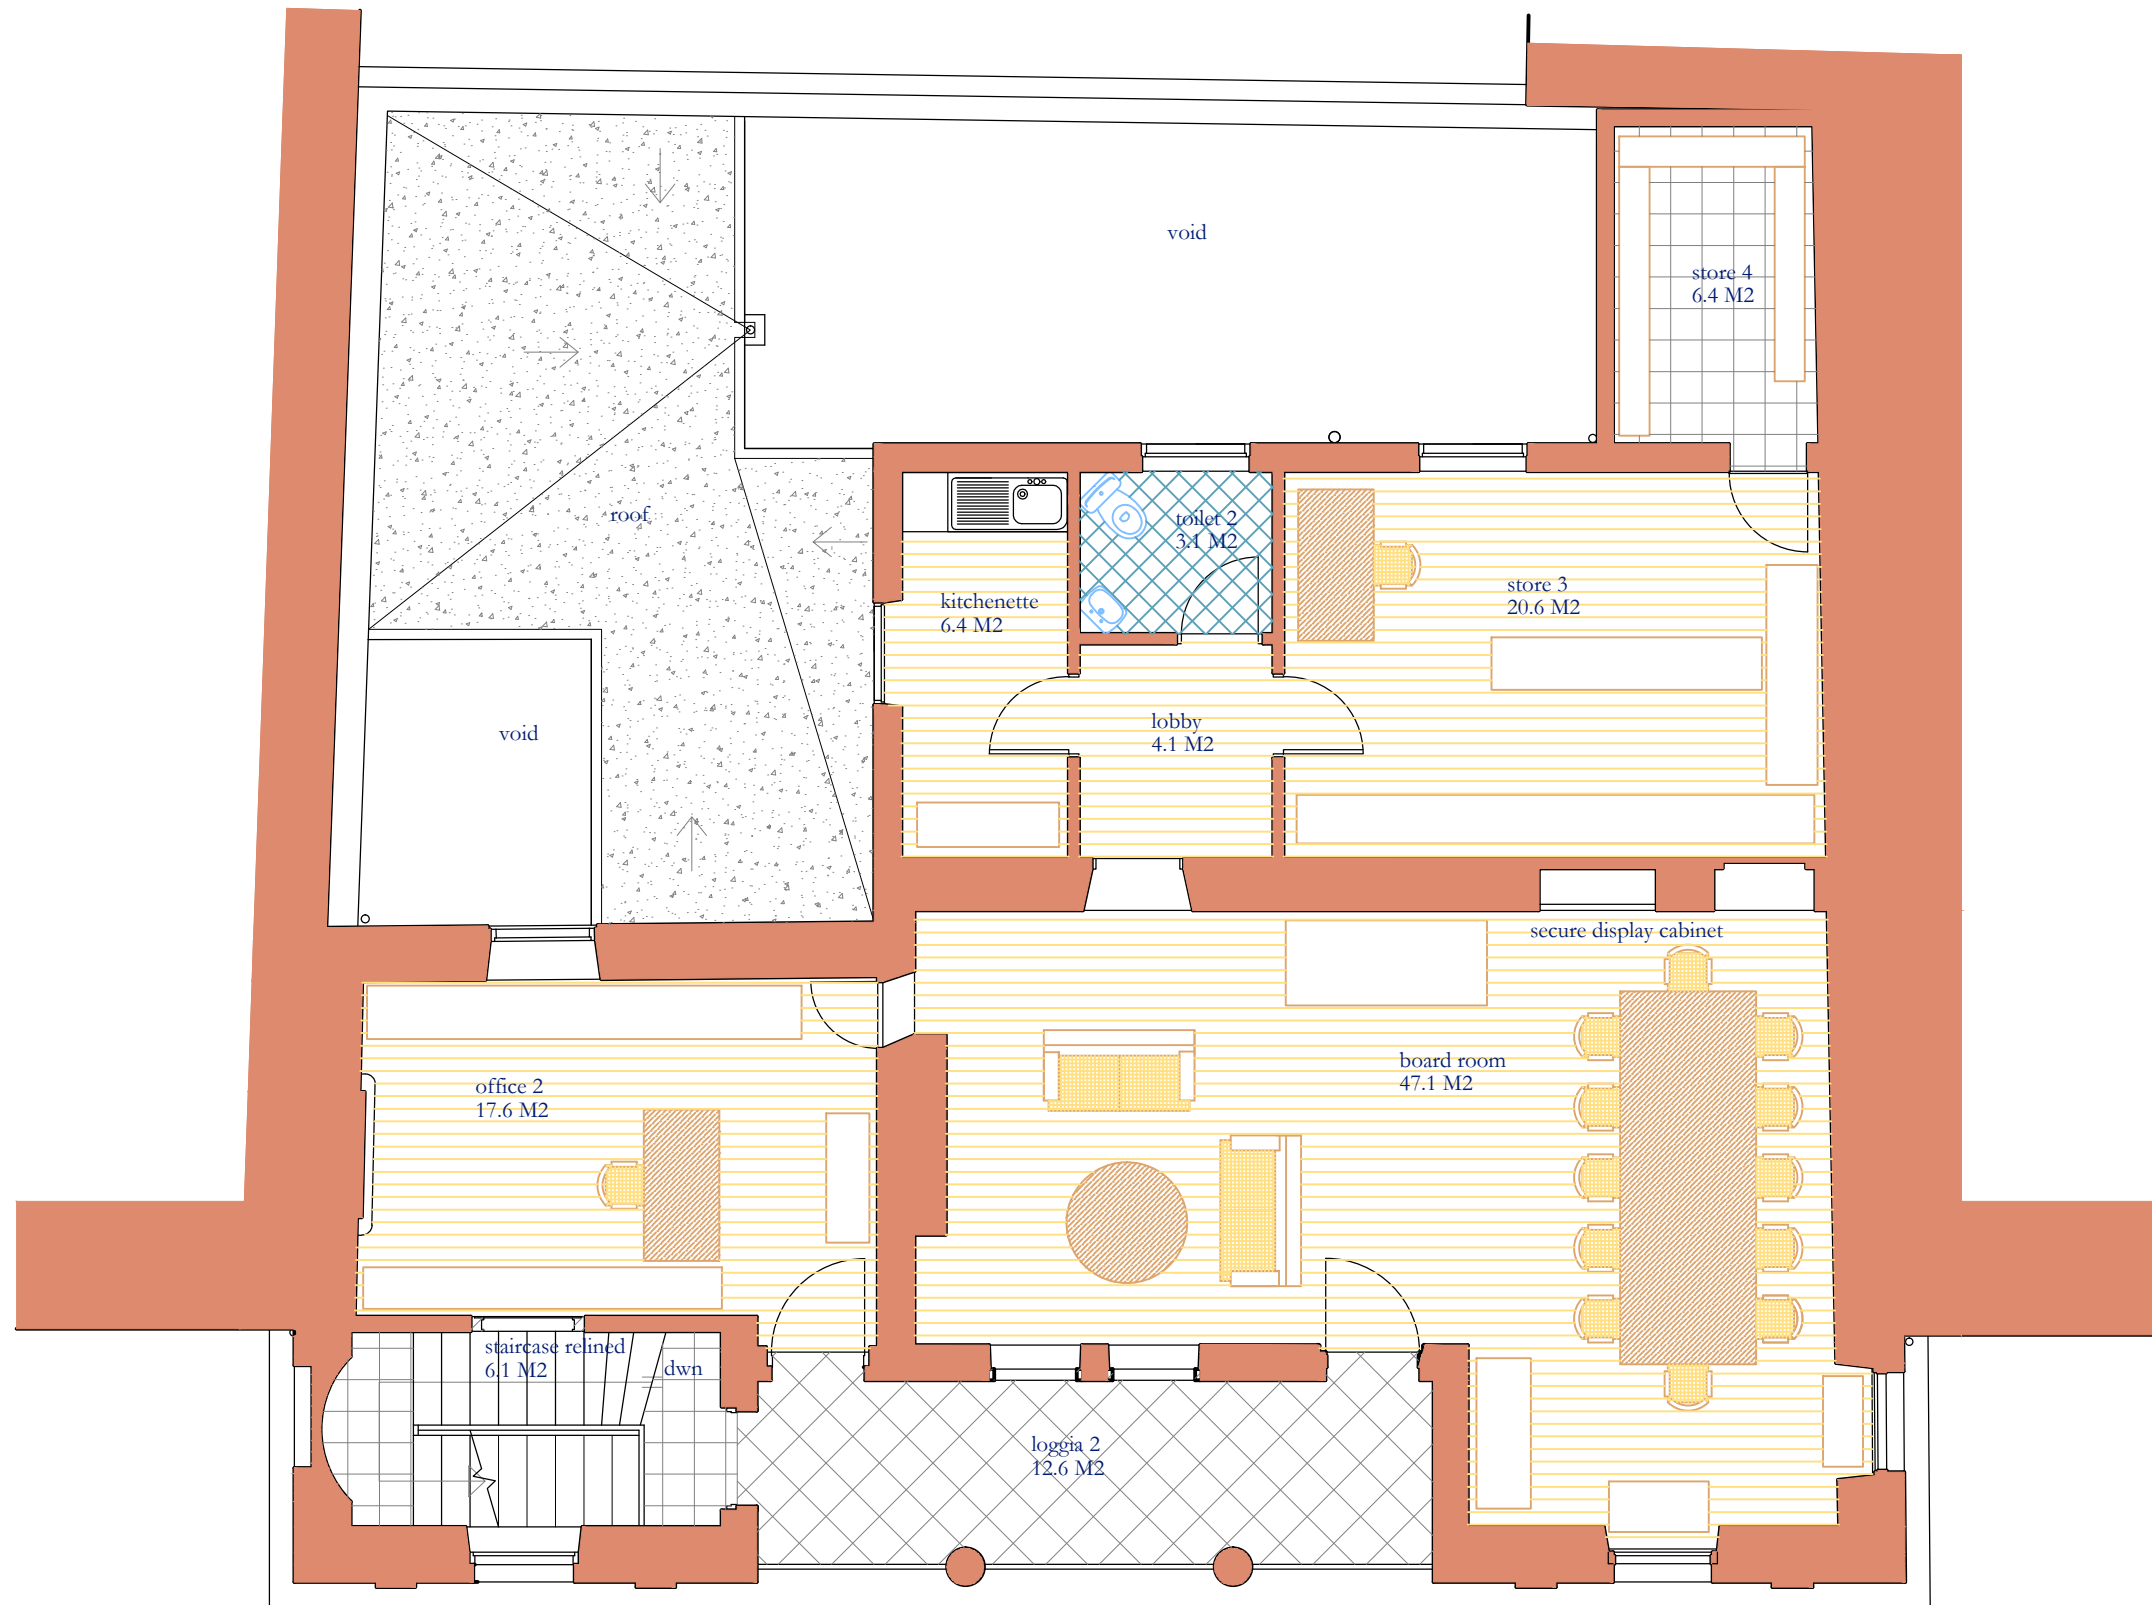 void
store 4
6.4 M2
roof
toilet 2
3.1 M2
kitchenette
6.4 M2
store 3
20.6 M2
void
lobby
4.1 M2
secure display cabinet
board room
47.1 M2
office 2
17.6 M2
staircase relined
6.1 M2
dwn
loggia 2
12.6 M2